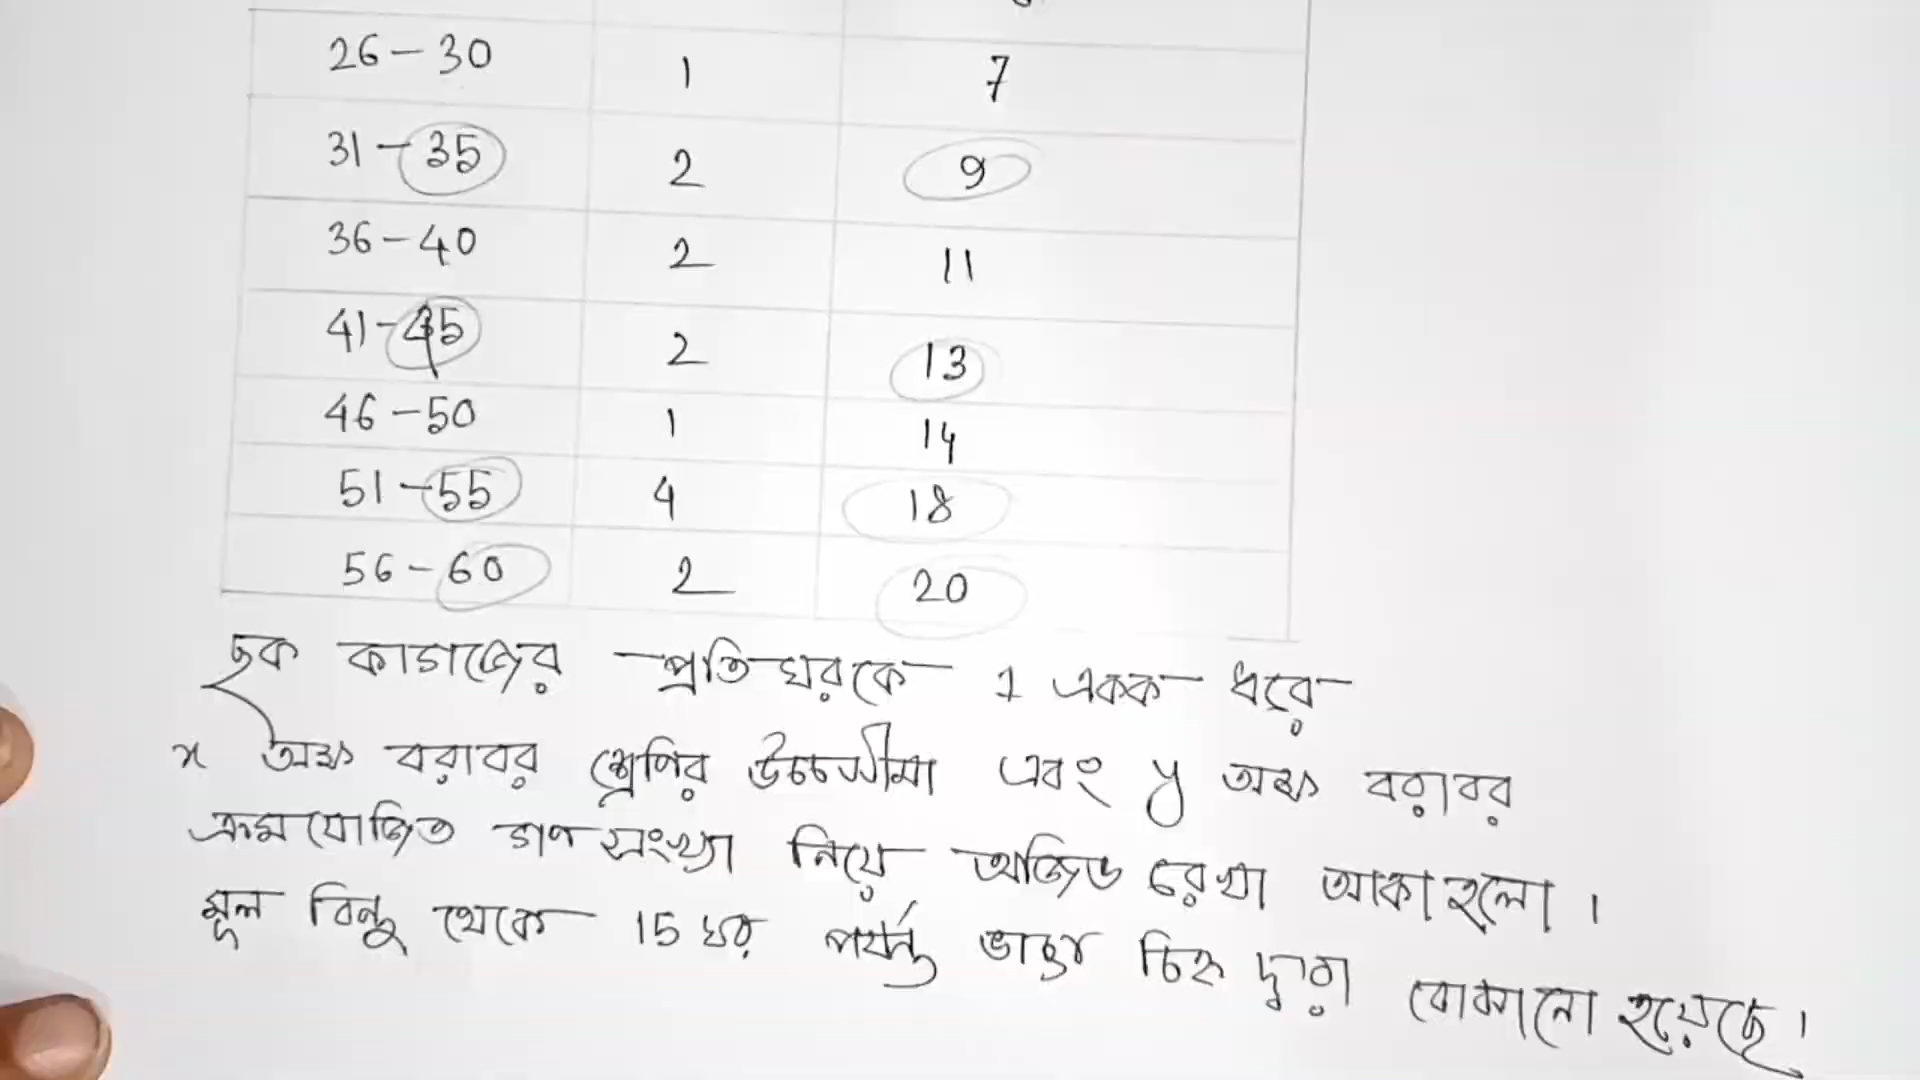 26-30 1 7
31-35 2 9
36-40 2 11
41-45 2 13
46-50 1 14
51-55 4 18
56-60 2 20
ছক কাগজের প্রতি ঘরকে 1 একক ধরে
x অক্ষ বরাবর শ্রেণির উচ্চসীমা এবং y অক্ষ বরাবর
ক্রমযোজিত গণসংখ্যা নিয়ে অজিভ রেখা আকা হলো।
মূল বিন্দু থেকে 15 ঘর পর্যন্ত ভাঙ্গা চিহ্ন দ্বারা বোঝানো হয়েছে।